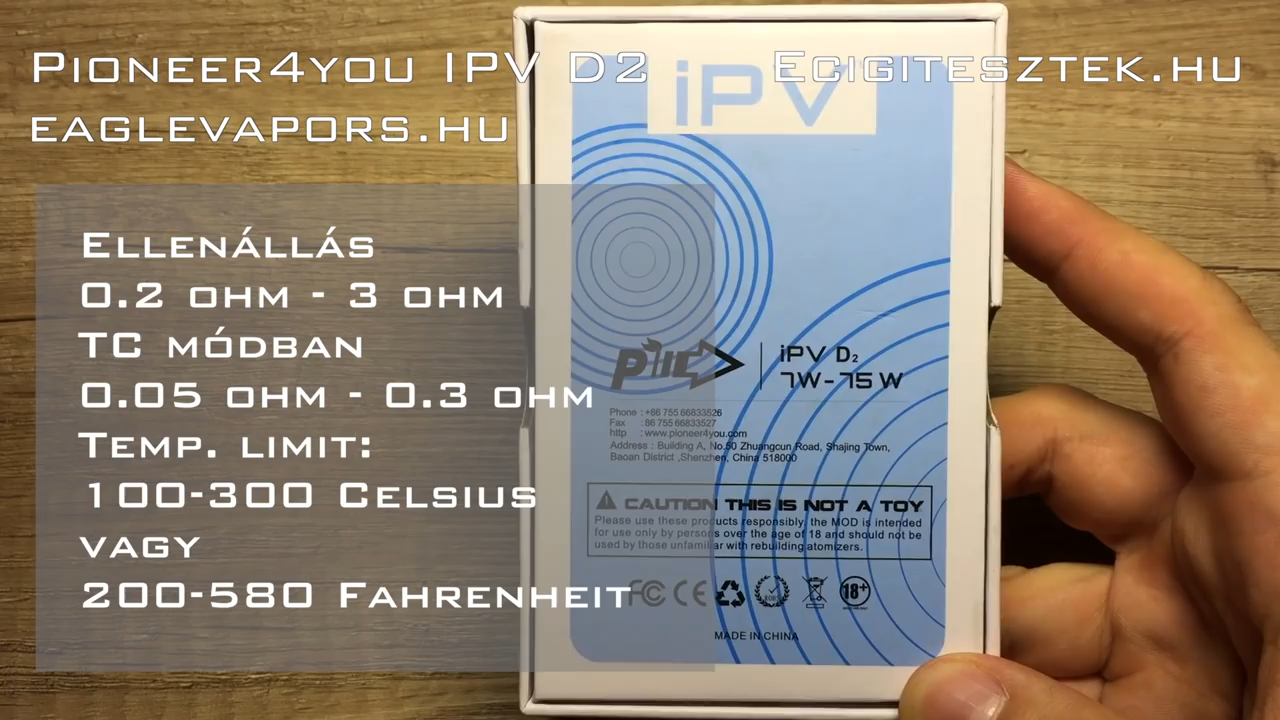 Pioneer4you IPV D2
Ecigitesztek.hu
eaglevapors.hu
iPV
Ellenállás
0.2 ohm - 3 ohm
TC módban
0.05 ohm - 0.3 ohm
Temp. limit:
100-300 Celsius
vagy
200-580 Fahrenheit
iPV D2
7W-75W
Phone : +86 755 66833526
Fax : 86 755 66833527
http : www.pioneer4you.com
Address : Building A, No.50 Zhuangcun Road, Shajing Town,
Baoan District ,Shenzhen, China 518000
CAUTION THIS IS NOT A TOY
Please use these products responsibly, the MOD is intended
for use only by persons over the age of 18 and should not be
used by those unfamiliar with rebuilding atomizers.
FC CE
18+
MADE IN CHINA